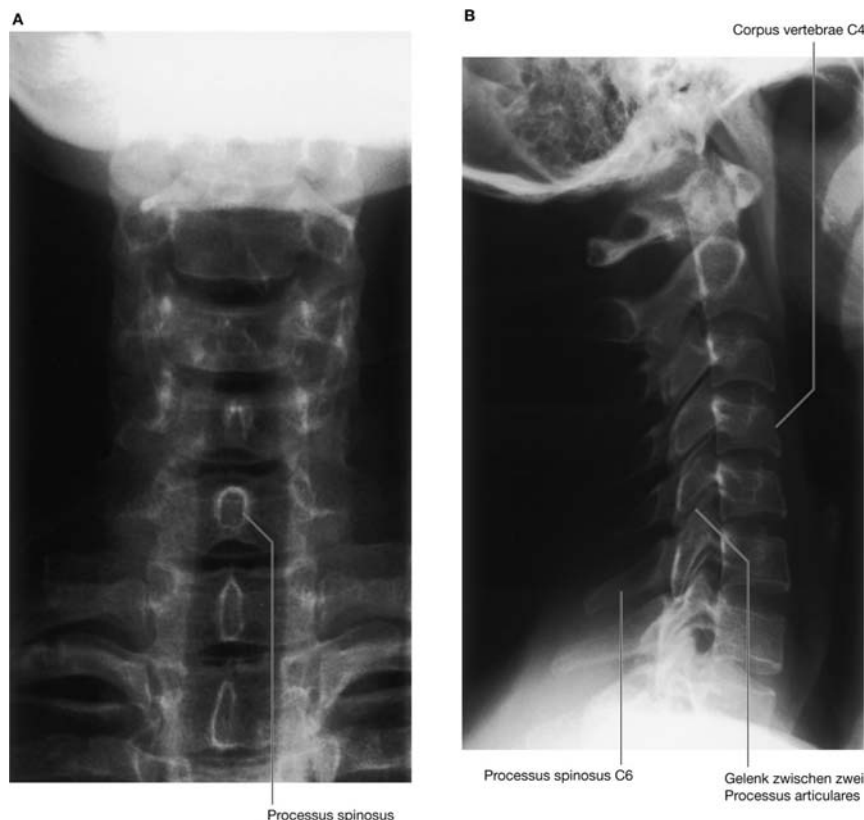 A
B
Corpus vertebrae C4
Processus spinosus C6
Gelenk zwischen zwei
Processus articulares
Processus spinosus